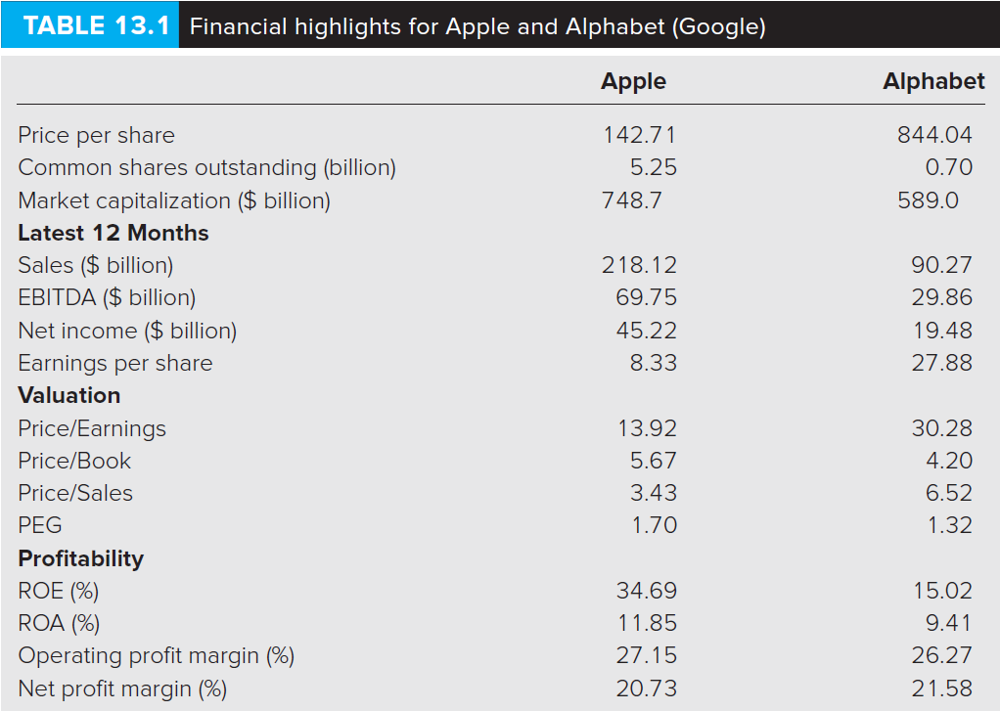 TABLE 13.1 Financial highlights for Apple and Alphabet (Google)
Apple Alphabet
Price per share 142.71 844.04
Common shares outstanding (billion) 5.25 0.70
Market capitalization ($ billion) 748.7 589.0
Latest 12 Months
Sales ($ billion) 218.12 90.27
EBITDA ($ billion) 69.75 29.86
Net income ($ billion) 45.22 19.48
Earnings per share 8.33 27.88
Valuation
Price/Earnings 13.92 30.28
Price/Book 5.67 4.20
Price/Sales 3.43 6.52
PEG 1.70 1.32
Profitability
ROE (%) 34.69 15.02
ROA (%) 11.85 9.41
Operating profit margin (%) 27.15 26.27
Net profit margin (%) 20.73 21.58